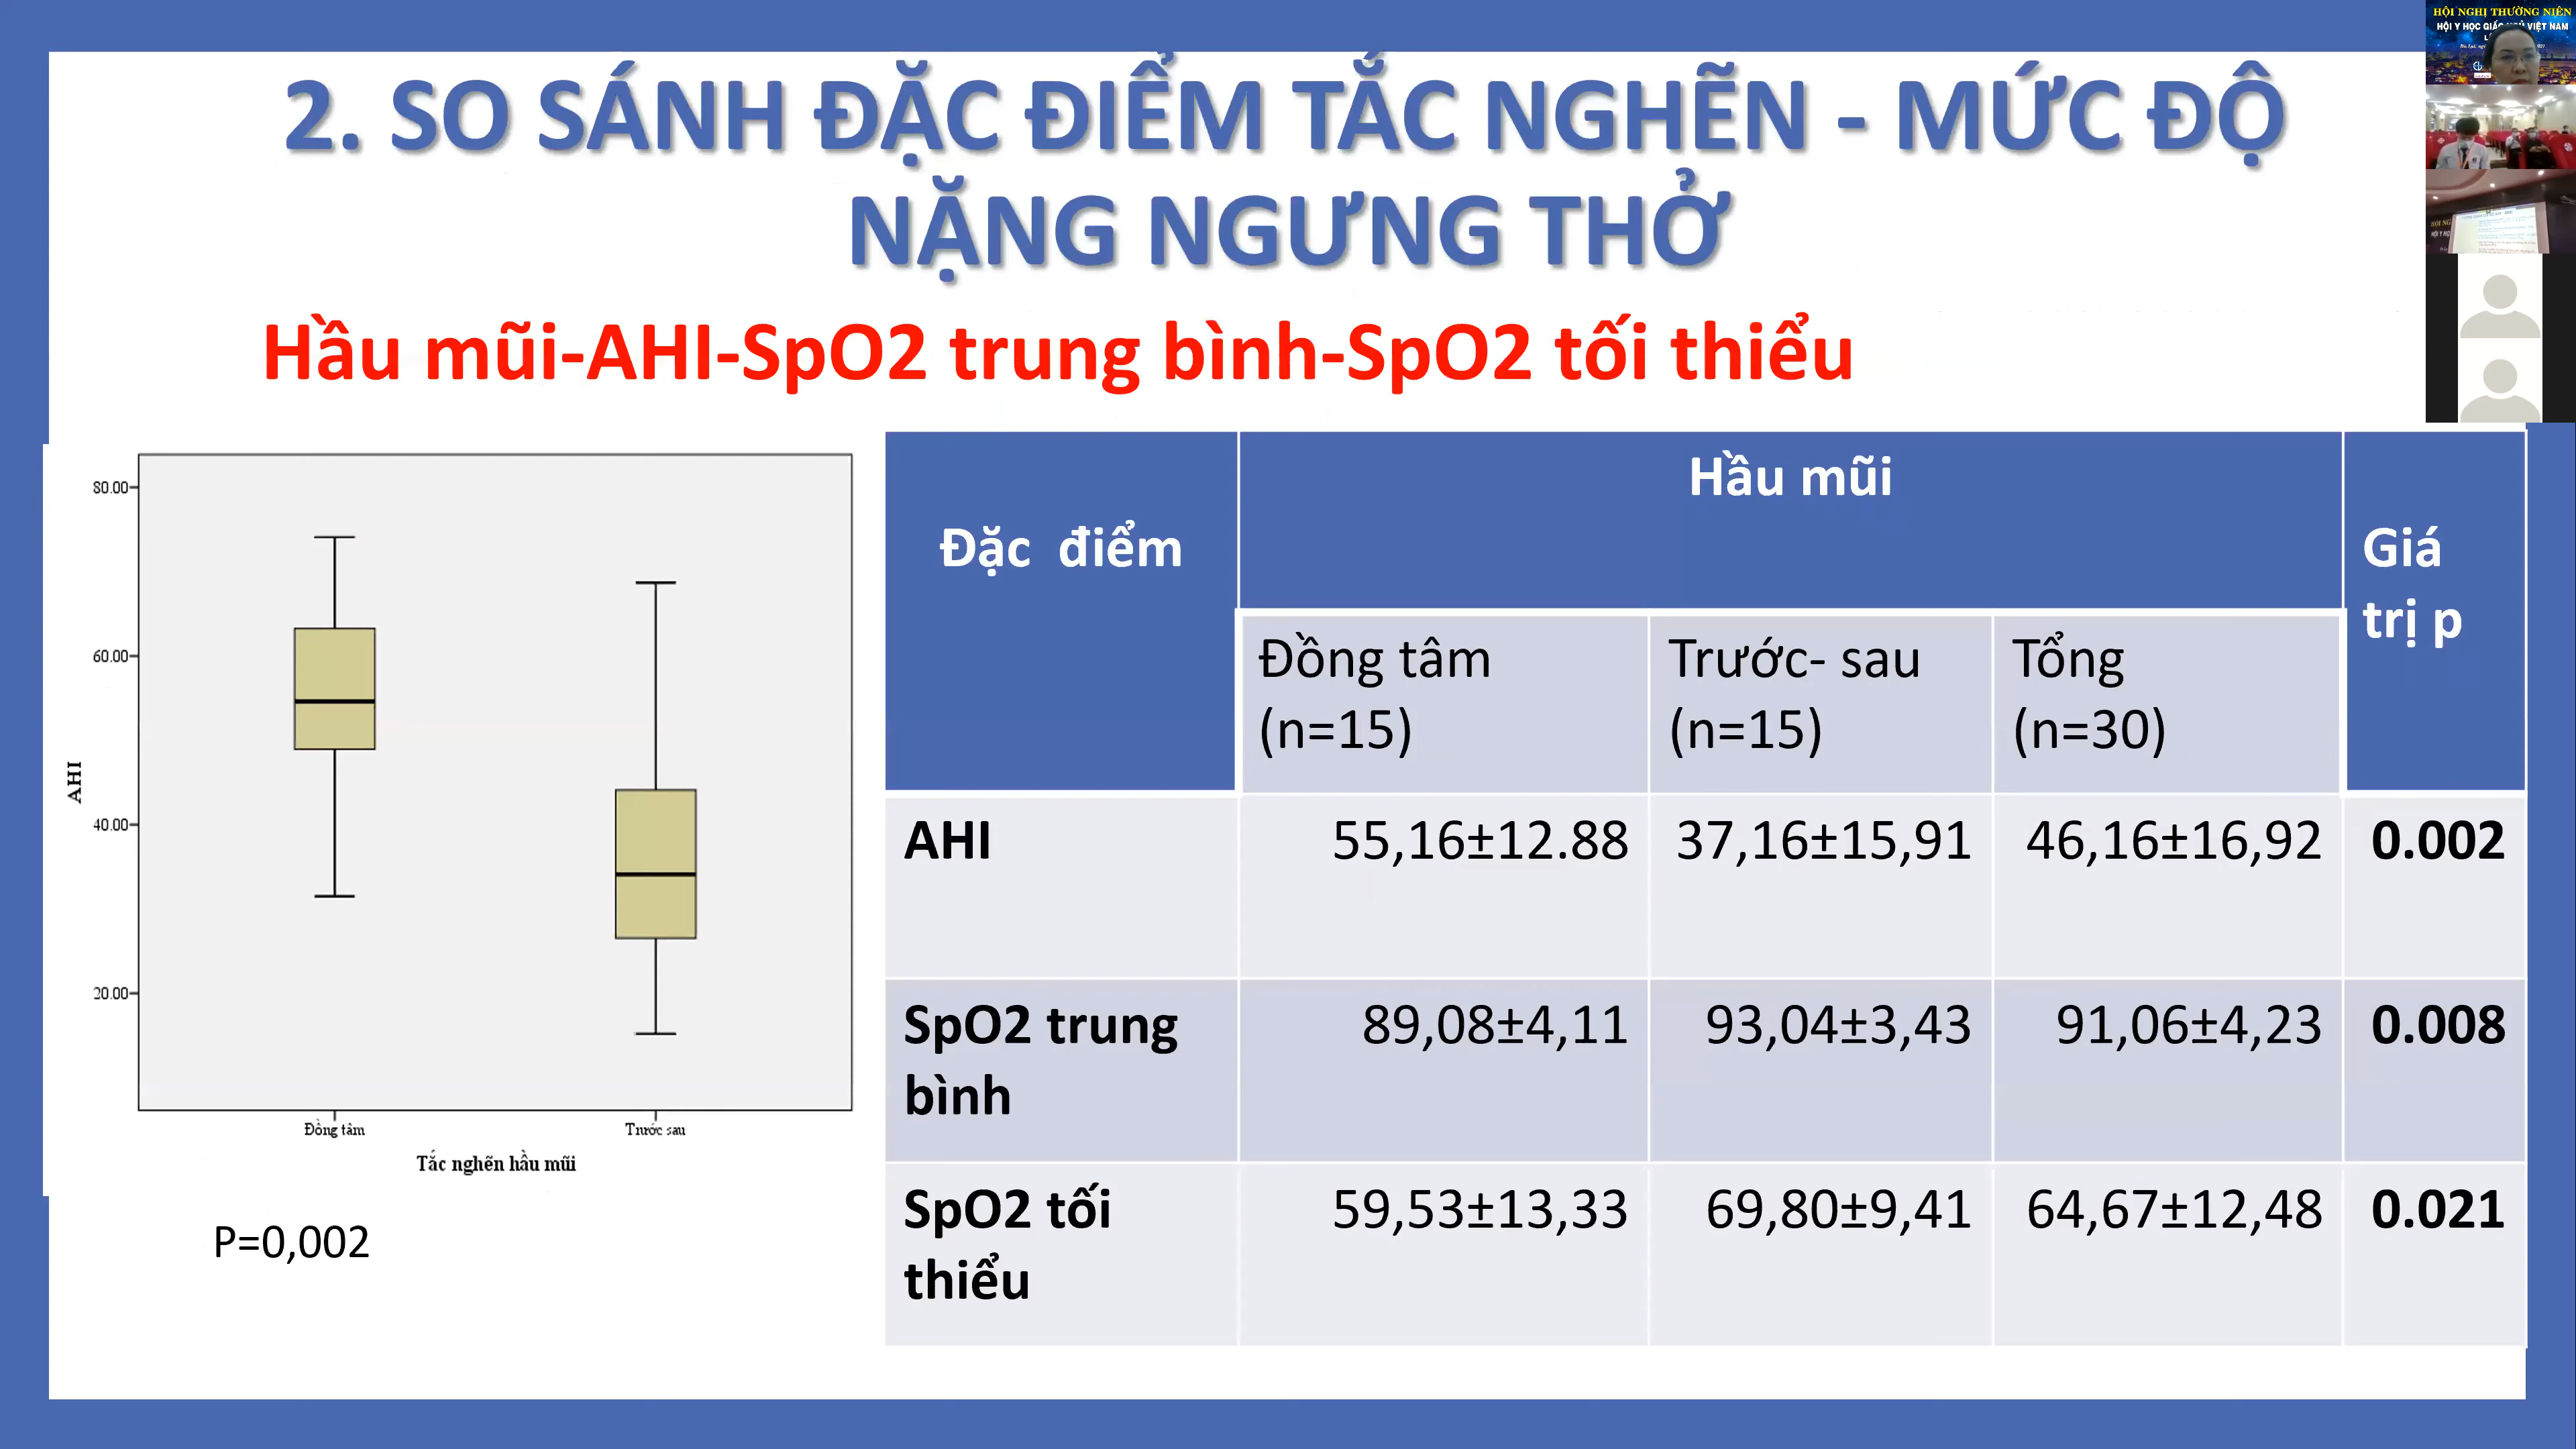 HỘI NGHỊ THƯỜNG NIÊN
2. SO SÁNH ĐẶC ĐIỂM TẮC NGHẼN - MỨC ĐỘ
NẶNG NGƯNG THỞ
Hầu mũi-AHI-SpO2 trung bình-SpO2 tối thiểu
80.00
60.00
40.00
20.00
AHI
Đồng tâm
Trước sau
Tắc nghẽn hầu mũi
P=0,002
Đặc điểm
Hầu mũi
Giá
trị p
Đồng tâm
(n=15)
Trước- sau
(n=15)
Tổng
(n=30)
AHI 55,16±12.88 37,16±15,91 46,16±16,92 0.002
SpO2 trung
bình
89,08±4,11 93,04±3,43 91,06±4,23 0.008
SpO2 tối
thiểu
59,53±13,33 69,80±9,41 64,67±12,48 0.021